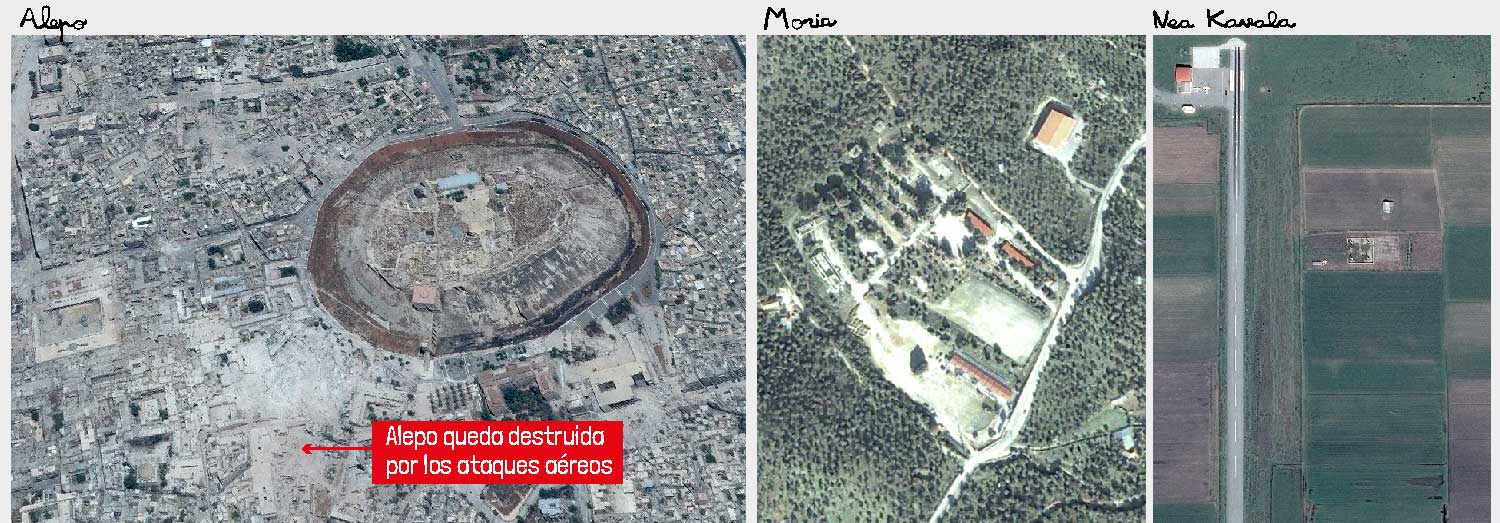 Alepo
Moria
Nea Kavala
Alepo queda destruida
por los ataques aéreos